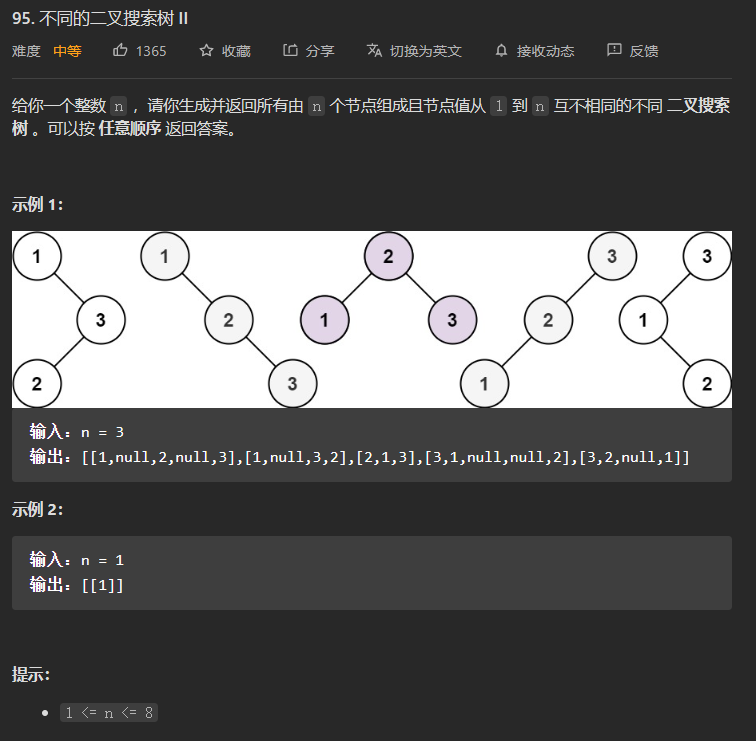 95. 不同的二叉搜索树 II
难度 中等 1365 收藏 分享 切换为英文 接收动态 反馈
给你一个整数 n ，请你生成并返回所有由 n 个节点组成且节点值从 1 到 n 互不相同的不同 二叉搜索
树 。可以按 任意顺序 返回答案。
示例 1：
1 1 2 3 3
3 2 1 3 2 1
2 3 1 2
输入：n = 3
输出：[[1,null,2,null,3],[1,null,3,2],[2,1,3],[3,1,null,null,2],[3,2,null,1]]
示例 2：
输入：n = 1
输出：[[1]]
提示：
• 1 <= n <= 8